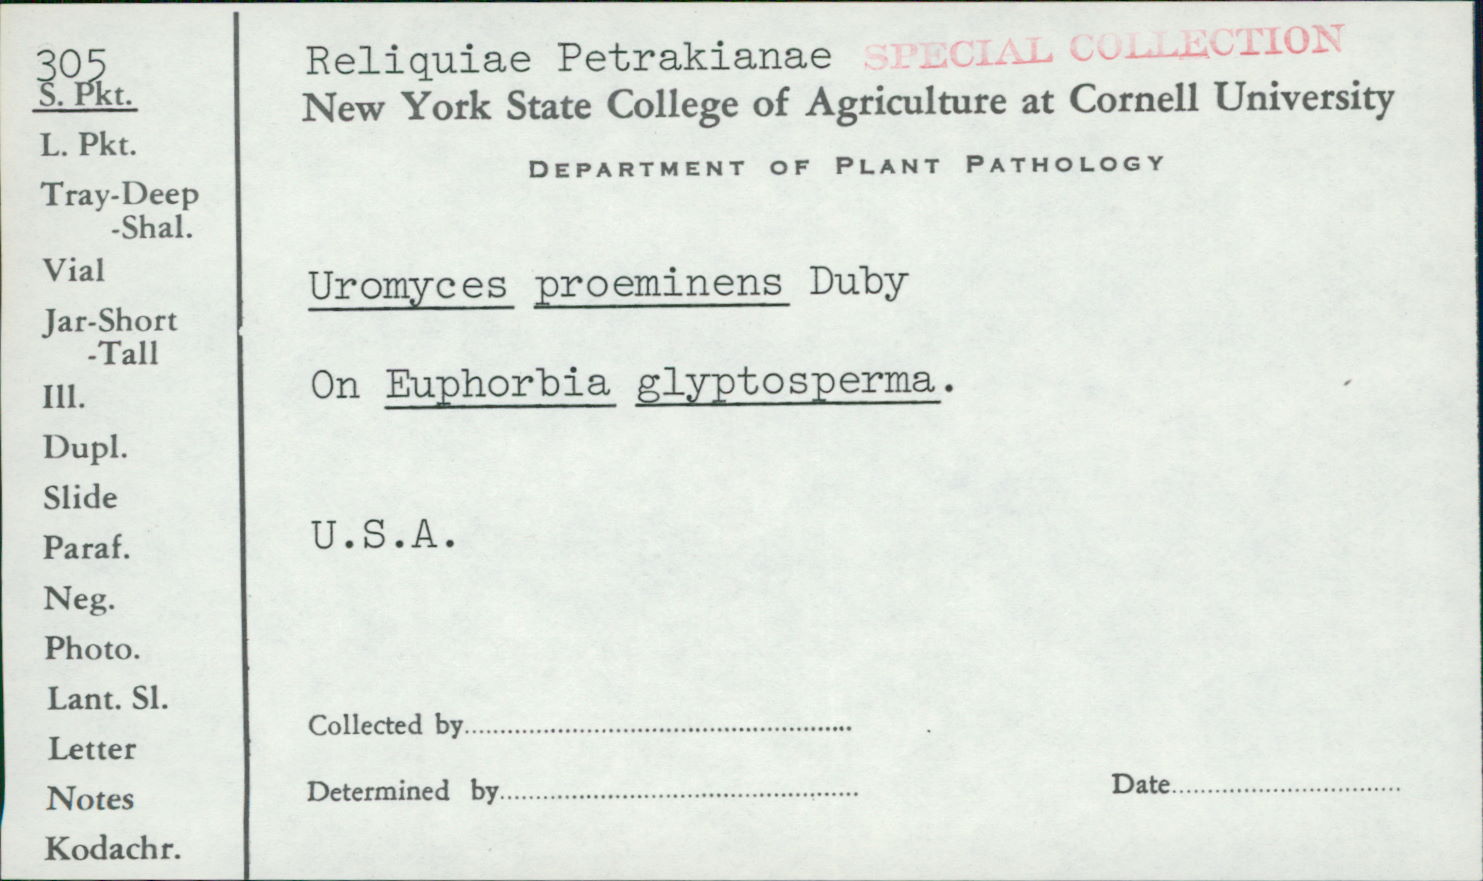 305
S. Pkt.
L. Pkt.
Tray-Deep
-Shal.
Vial
Jar-Short
-Tall
Ill.
Dupl.
Slide
Paraf.
Neg.
Photo.
Lant. Sl.
Letter
Notes
Kodachr.
Reliquiae Petrakianae SPECIAL COLLECTION
New York State College of Agriculture at Cornell University
DEPARTMENT OF PLANT PATHOLOGY
Uromyces proeminens Duby
On Euphorbia glyptosperma.
U.S.A.
Collected by
Determined by Date